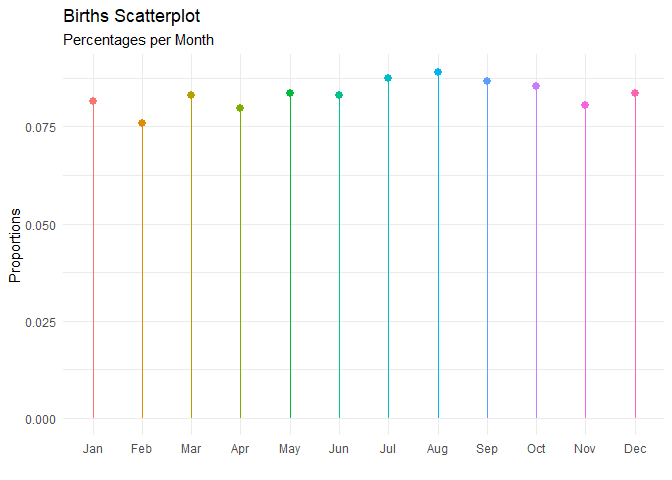 Births Scatterplot
Percentages per Month
Proportions
0.075
0.050
0.025
0.000
Jan Feb Mar Apr May Jun Jul Aug Sep Oct Nov Dec